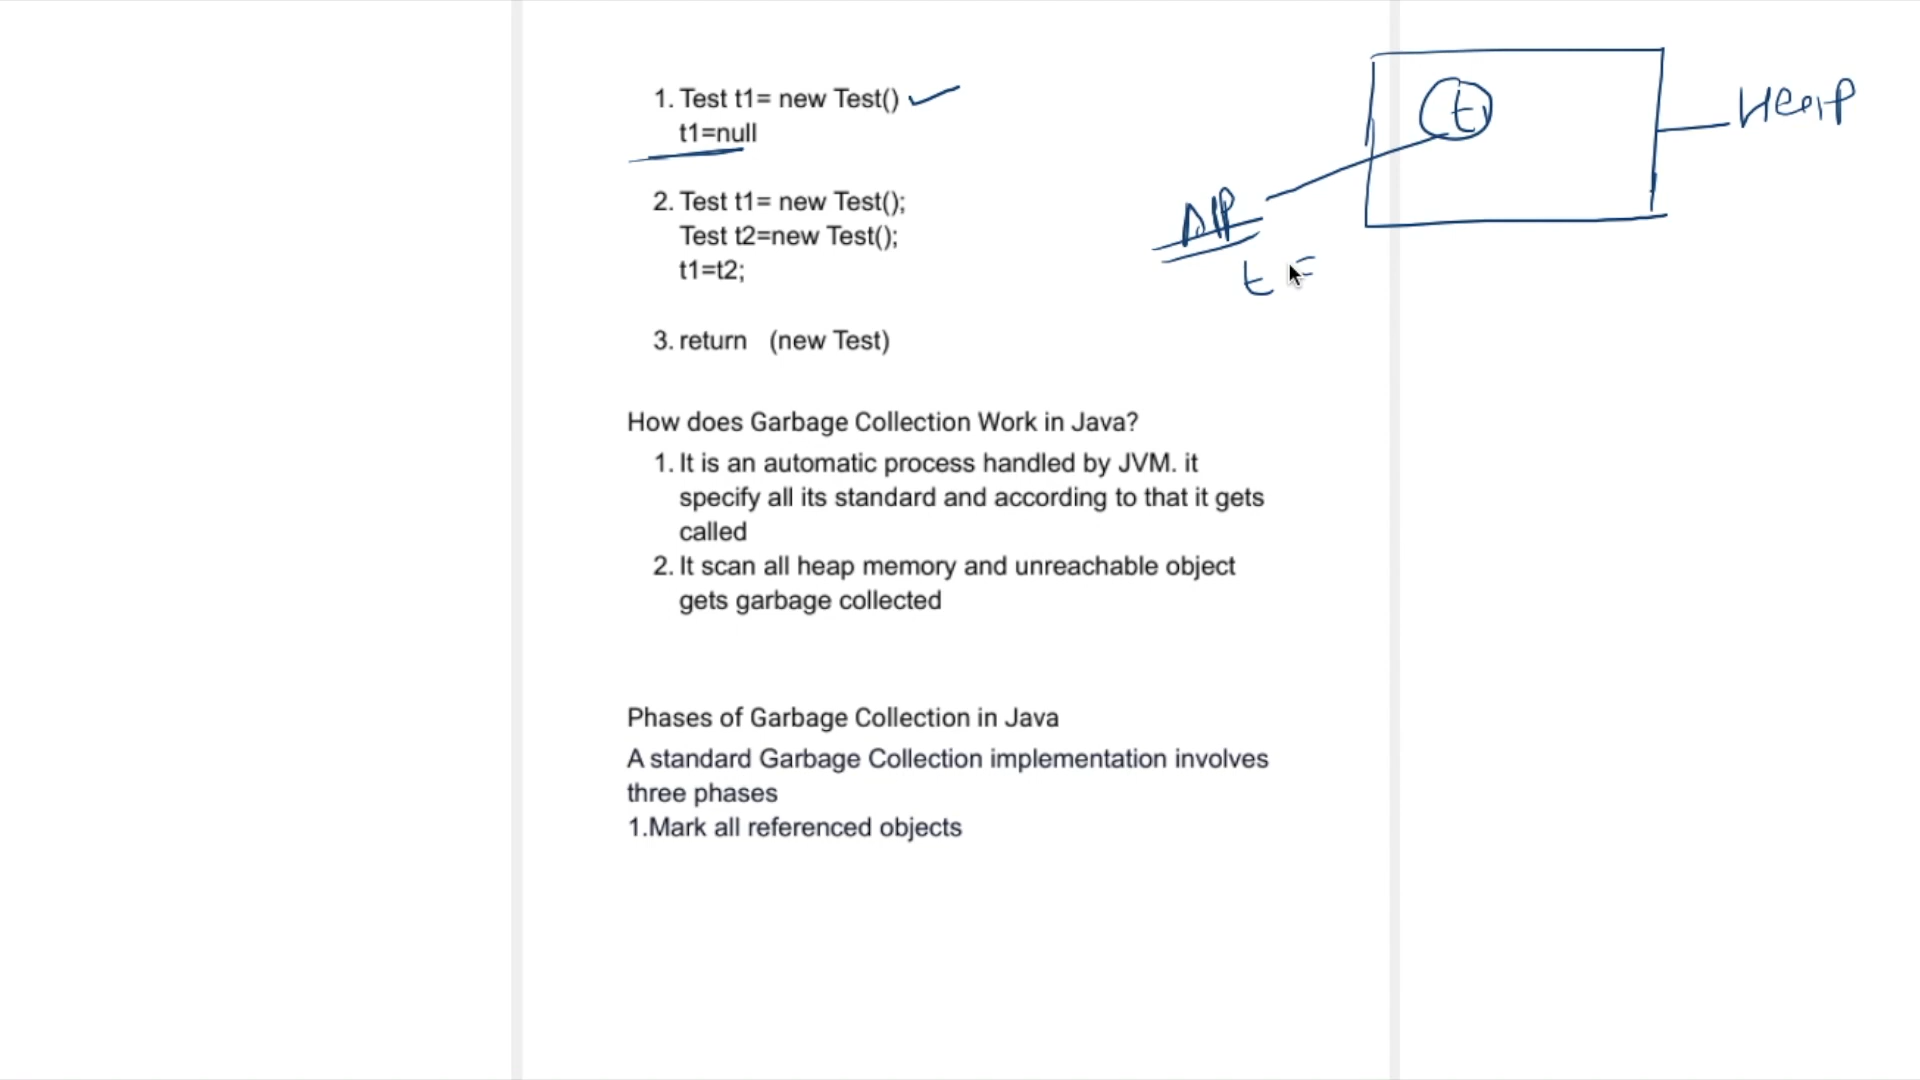 1. Test t1= new Test()
t1=null
2. Test t1= new Test();
Test t2=new Test();
t1=t2;
3. return (new Test)
How does Garbage Collection Work in Java?
1. It is an automatic process handled by JVM. it
specify all its standard and according to that it gets
called
2. It scan all heap memory and unreachable object
gets garbage collected
Phases of Garbage Collection in Java
A standard Garbage Collection implementation involves
three phases
1.Mark all referenced objects
Heap
t1
t =